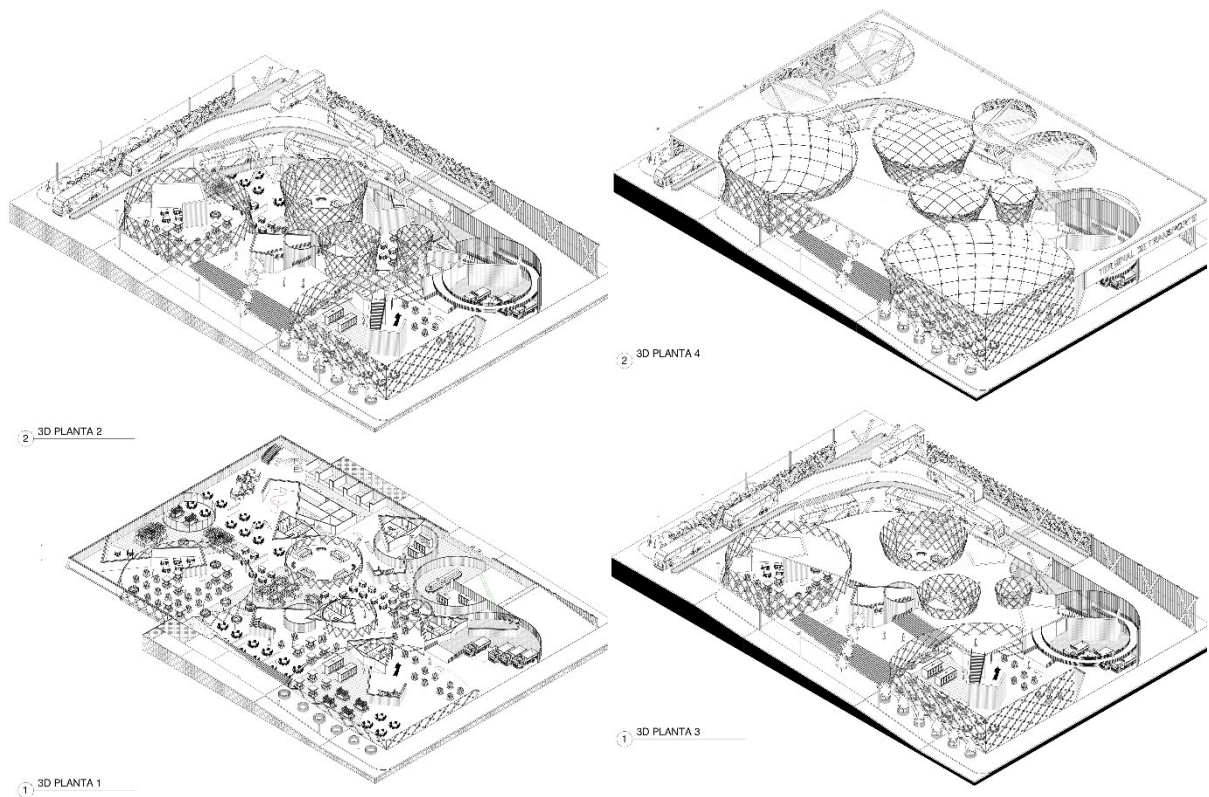 2 3D PLANTA 2
2 3D PLANTA 4
TERMINAL DE TRANSPORTE
1 3D PLANTA 1
1 3D PLANTA 3